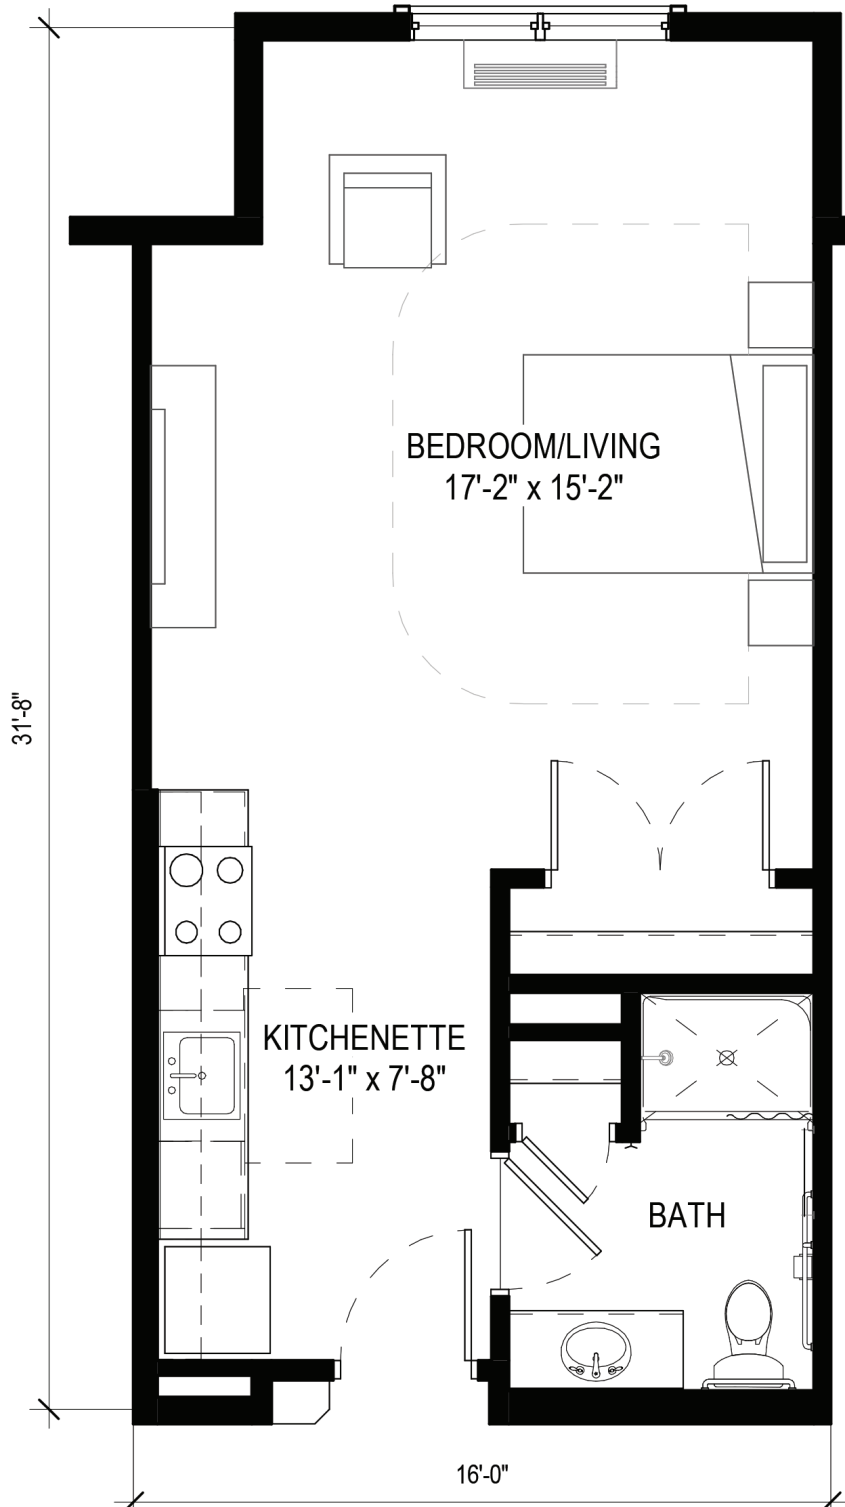 BEDROOM/LIVING
17'-2" x 15'-2"
31'-8"
KITCHENETTE
13'-1" x 7'-8"
BATH
16'-0"